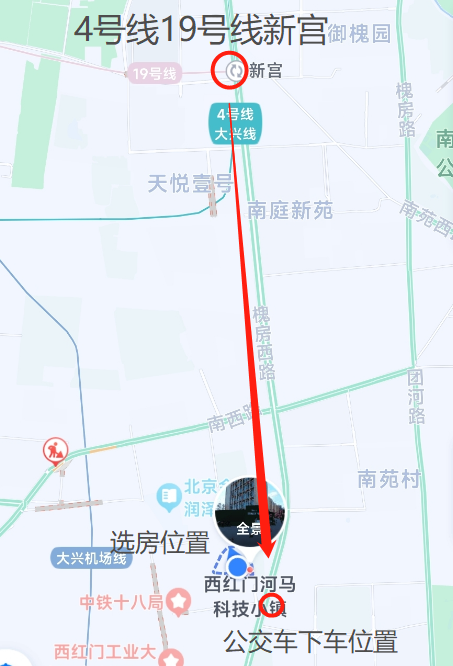 4号线19号线新宫
御槐园
19号线
新宫
槐房路
4号线
大兴线
南
公
天悦壹号
南庭新苑
南苑西
槐房西路
团河路
南西路
南苑村
北京
润泽
全景
选房位置
大兴机场线
西红门河马
科技小镇
中铁十八局
公交车下车位置
西红门工业大